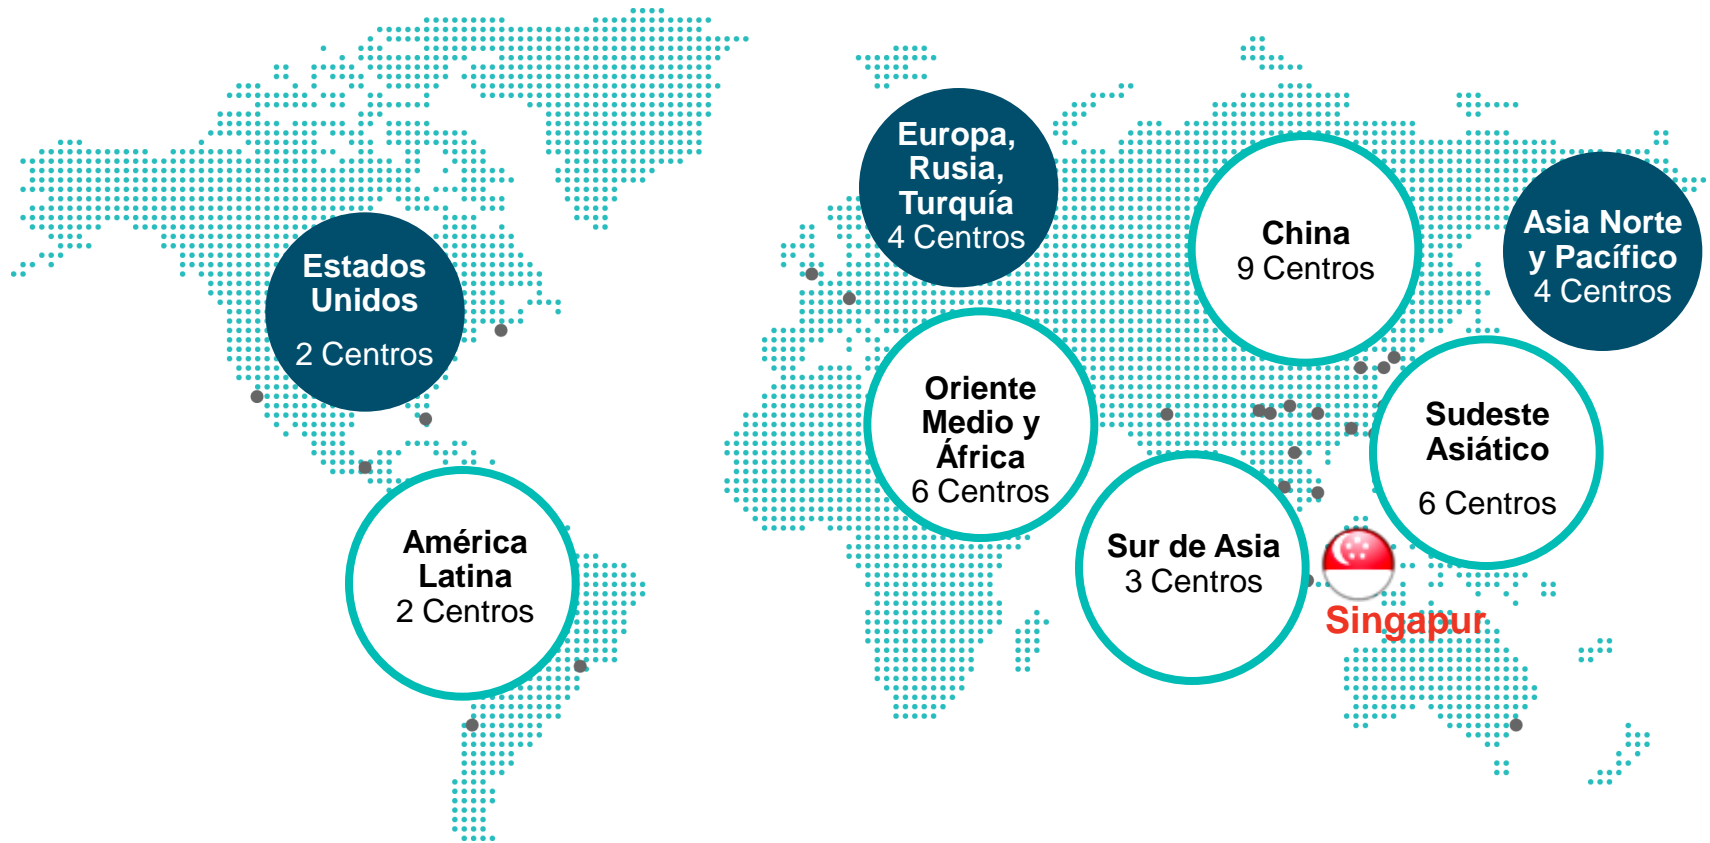 Estados
Unidos
2 Centros
América
Latina
2 Centros
Europa,
Rusia,
Turquía
4 Centros
Oriente
Medio y
África
6 Centros
China
9 Centros
Sur de Asia
3 Centros
Asia Norte
y Pacífico
4 Centros
Sudeste
Asiático
6 Centros
Singapur